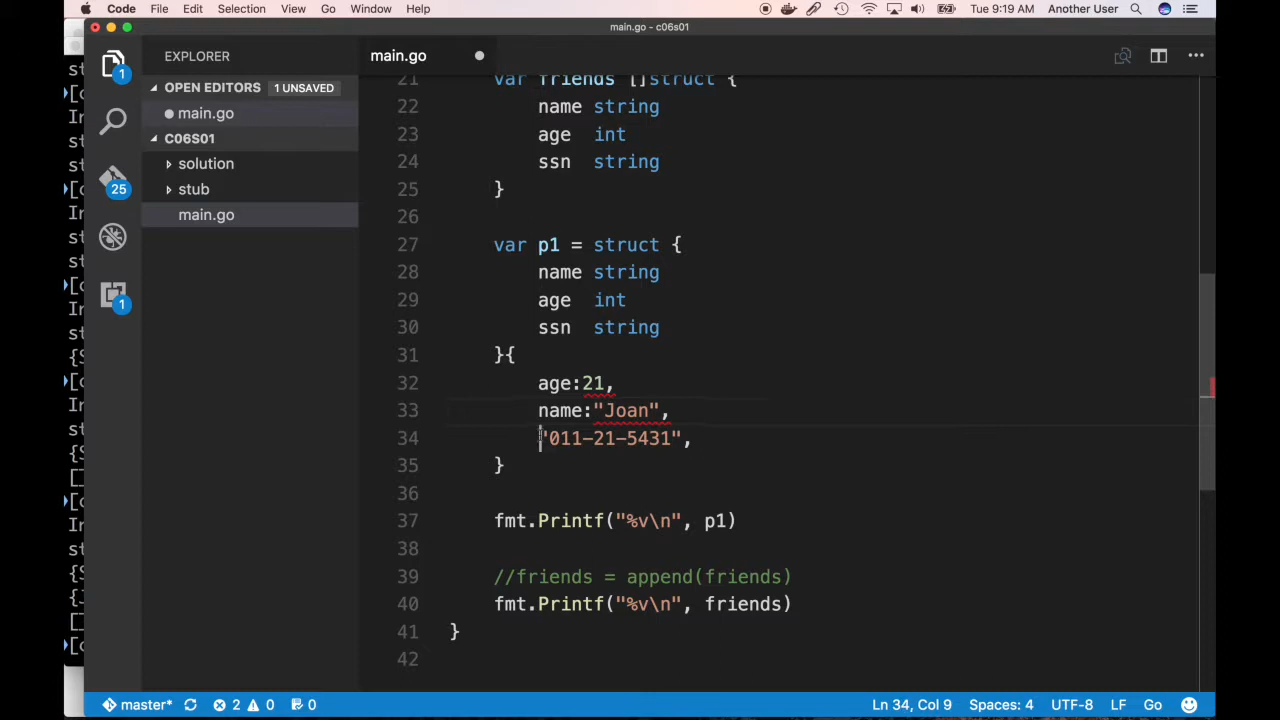 Code File Edit Selection View Go Window Help Tue 9:19 AM Another User
main.go - c06s01
EXPLORER
main.go
1
OPEN EDITORS 1 UNSAVED
main.go
C06S01
solution
stub
main.go
25
1
21 var friends []struct {
22 name string
23 age int
24 ssn string
25 }
26
27 var p1 = struct {
28 name string
29 age int
30 ssn string
31 }{
32 age:21,
33 name:"Joan",
34 "011-21-5431",
35 }
36
37 fmt.Printf("%v\n", p1)
38
39 //friends = append(friends)
40 fmt.Printf("%v\n", friends)
41 }
42
master* 2 0 0 Ln 34, Col 9 Spaces: 4 UTF-8 LF Go